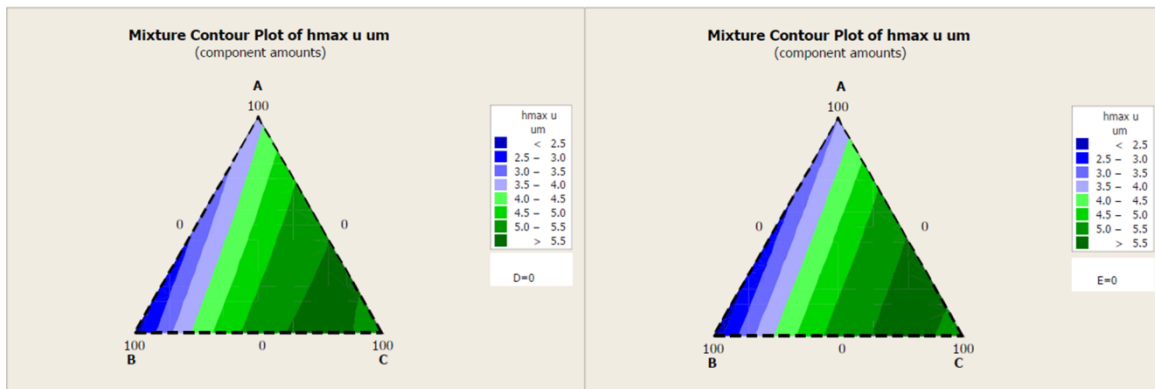 Mixture Contour Plot of hmax u um
(component amounts)
A
100
0
0
100
0
100
B
C
hmax u
um
< 2.5
2.5 – 3.0
3.0 – 3.5
3.5 – 4.0
4.0 – 4.5
4.5 – 5.0
5.0 – 5.5
> 5.5
D=0
Mixture Contour Plot of hmax u um
(component amounts)
A
100
0
0
100
0
100
B
C
hmax u
um
< 2.5
2.5 – 3.0
3.0 – 3.5
3.5 – 4.0
4.0 – 4.5
4.5 – 5.0
5.0 – 5.5
> 5.5
E=0